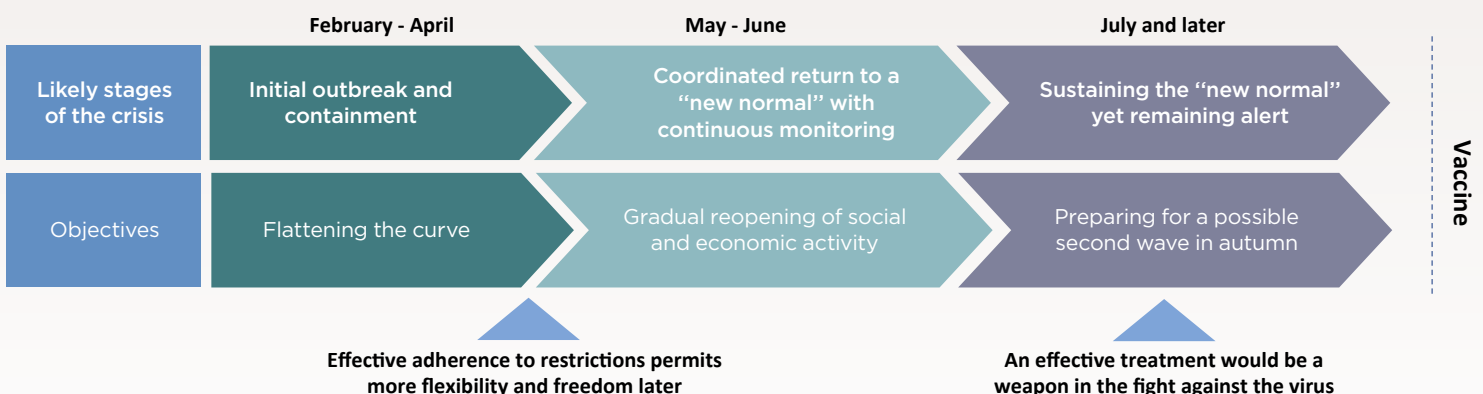 February - April
May - June
July and later
Likely stages
of the crisis
Initial outbreak and
containment
Coordinated return to a
“new normal” with
continuous monitoring
Sustaining the “new normal”
yet remaining alert
Objectives
Flattening the curve
Gradual reopening of social
and economic activity
Preparing for a possible
second wave in autumn
Vaccine
Effective adherence to restrictions permits
more flexibility and freedom later
An effective treatment would be a
weapon in the fight against the virus